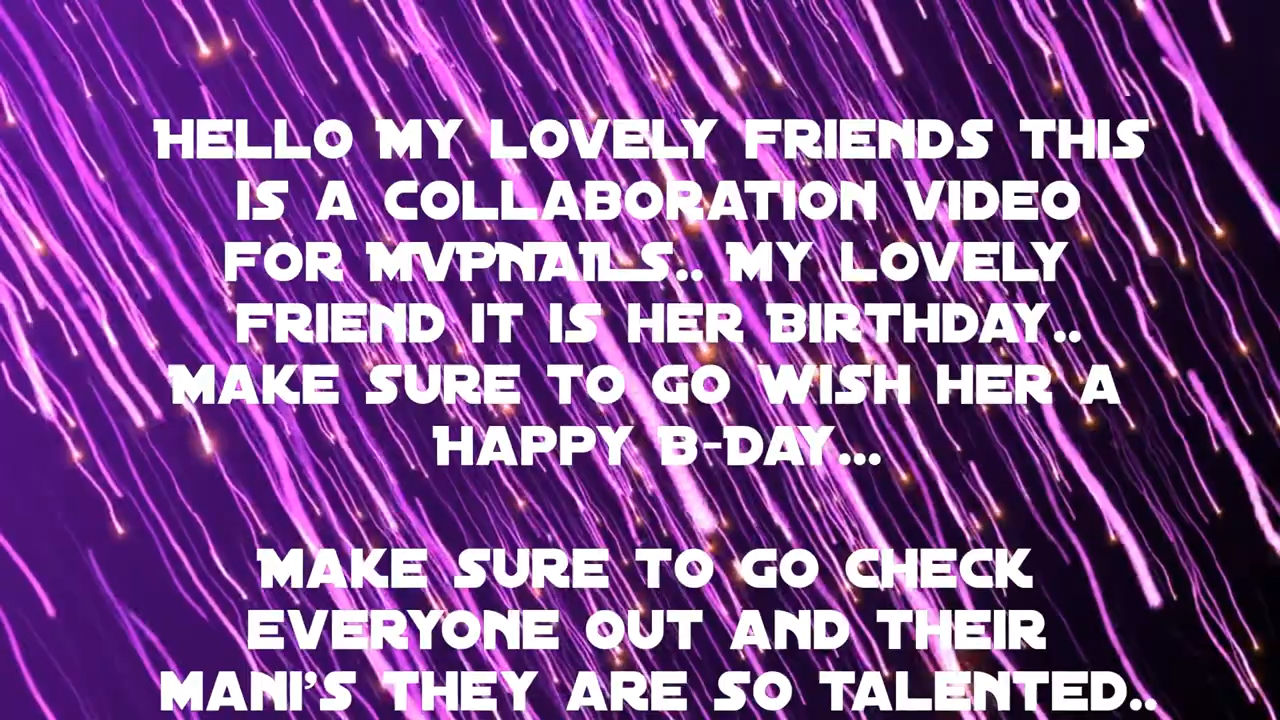 HELLO MY LOVELY FRIENDS THIS
IS A COLLABORATION VIDEO
FOR MVPNAILS.. MY LOVELY
FRIEND IT IS HER BIRTHDAY..
MAKE SURE TO GO WISH HER A
HAPPY B-DAY...
MAKE SURE TO GO CHECK
EVERYONE OUT AND THEIR
MANI'S THEY ARE SO TALENTED..